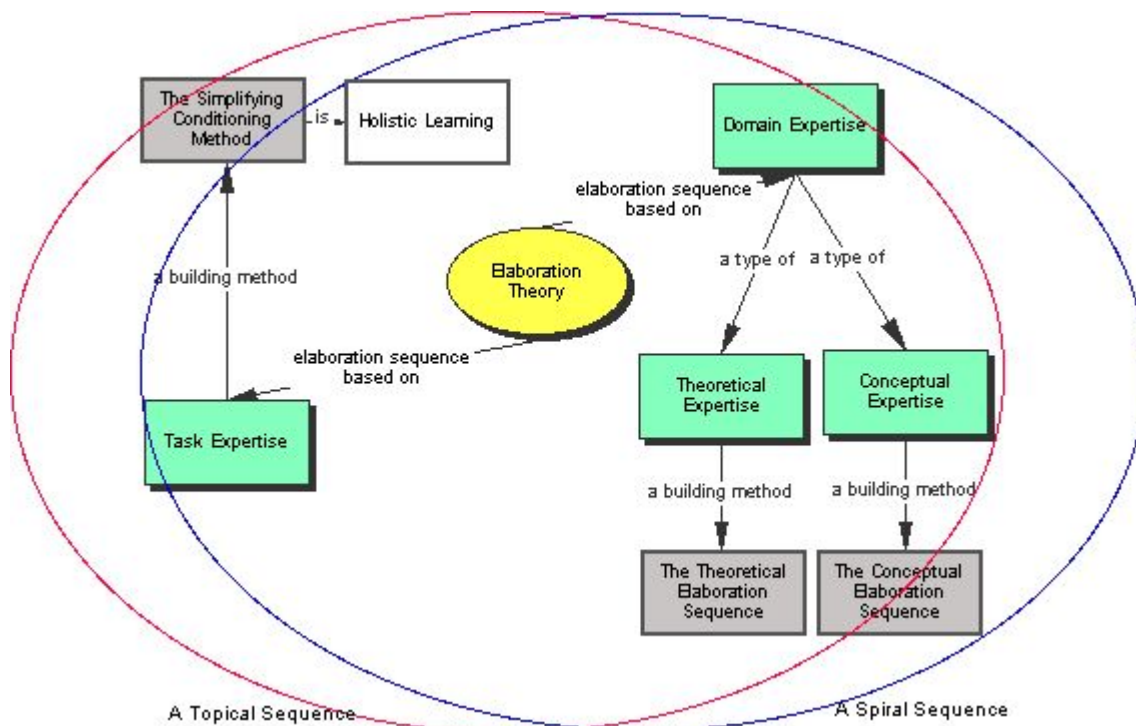 The Simplifying
Conditioning
Method
is
Holistic Learning
Domain Expertise
elaboration sequence
based on
Elaboration
Theory
a building method
a type of
a type of
elaboration sequence
based on
Theoretical
Expertise
Conceptual
Expertise
Task Expertise
a building method
a building method
The Theoretical
Elaboration
Sequence
The Conceptual
Elaboration
Sequence
A Topical Sequence
A Spiral Sequence